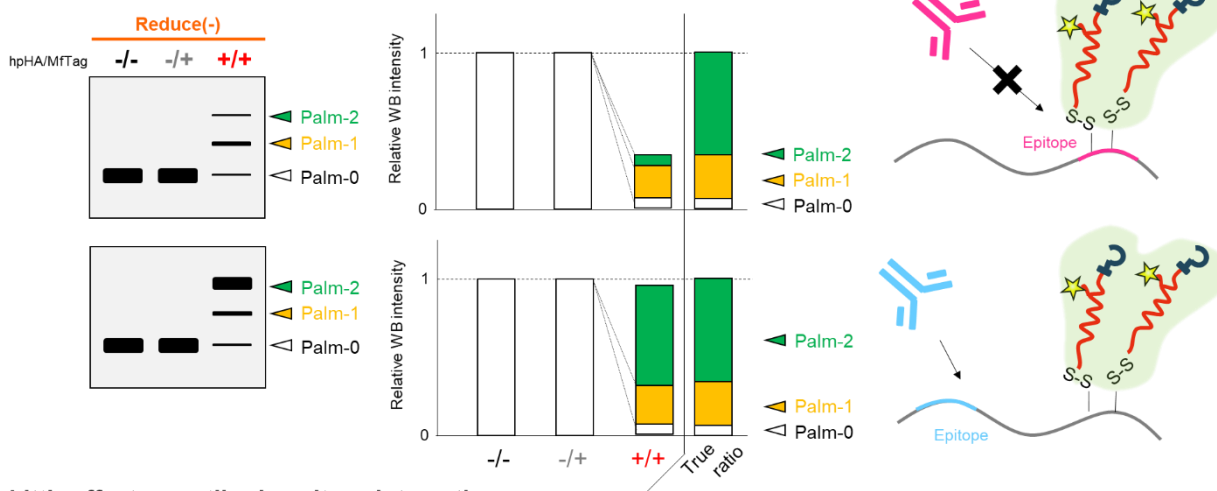 Reduce(-)
hpHA/MfTag -/- -/+ +/+
Palm-2
Palm-1
Palm-0
Relative WB intensity
1
0
Palm-2
Palm-1
Palm-0
S-S
S-S
Epitope
Palm-2
Palm-1
Palm-0
Relative WB intensity
1
0
-/- -/+ +/+ True ratio
Palm-2
Palm-1
Palm-0
S-S
S-S
Epitope